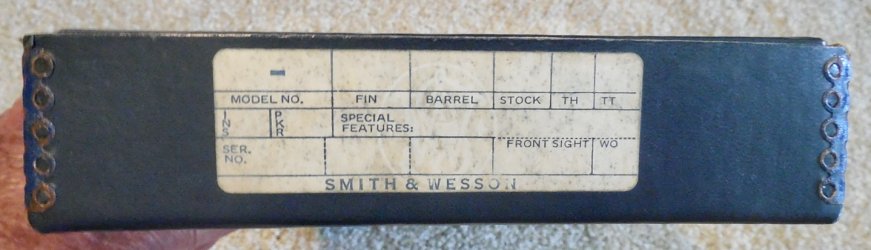 -
MODEL NO. FIN BARREL STOCK TH TT
INS PKR SPECIAL
FEATURES:
SER. FRONT SIGHT WO
NO.
SMITH & WESSON